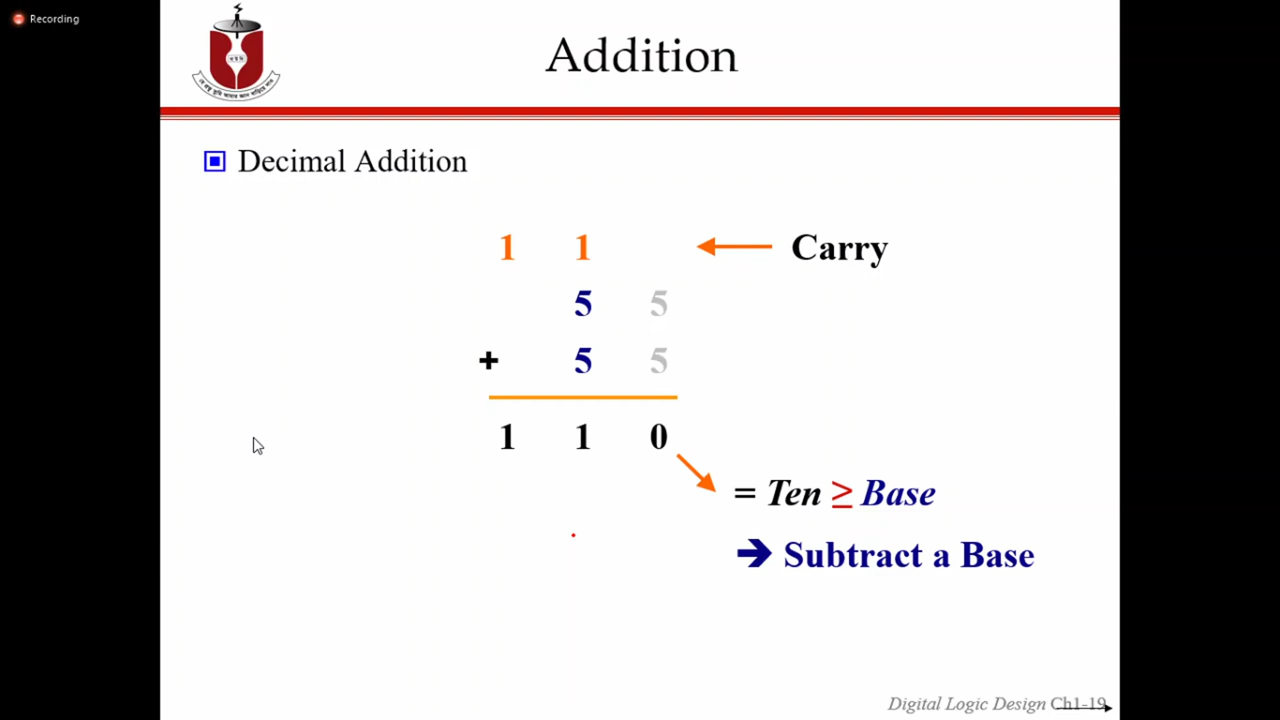 Recording
Addition
Decimal Addition
1 1 Carry
5 5
+ 5 5
1 1 0
= Ten ≥ Base
➔ Subtract a Base
Digital Logic Design Ch1-19